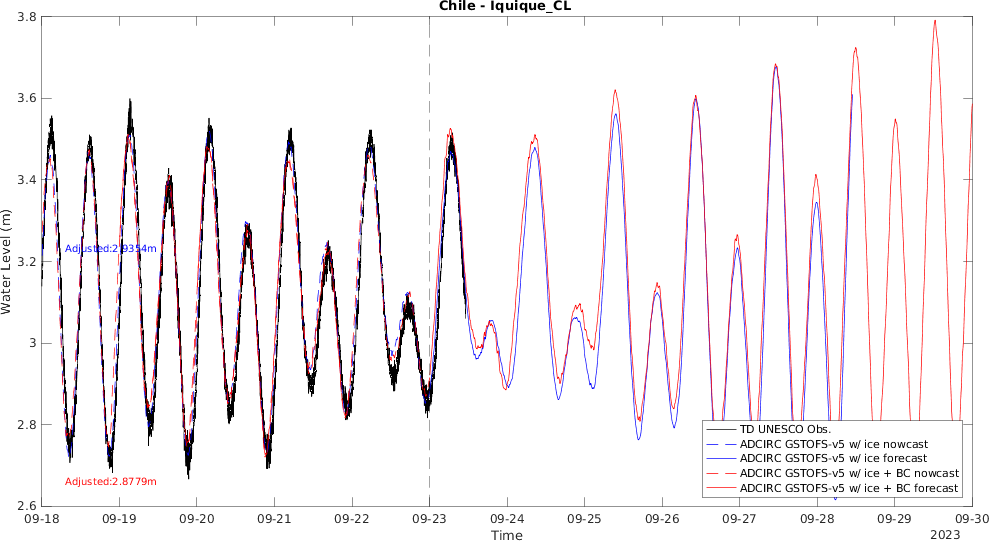 Chile - Iquique_CL
Water Level (m)
3.8
3.6
3.4
3.2
3
2.8
2.6
Adjusted:2.9354m
Adjusted:2.8779m
TD UNESCO Obs.
ADCIRC GSTOFS-v5 w/ ice nowcast
ADCIRC GSTOFS-v5 w/ ice forecast
ADCIRC GSTOFS-v5 w/ ice + BC nowcast
ADCIRC GSTOFS-v5 w/ ice + BC forecast
09-18 09-19 09-20 09-21 09-22 09-23 09-24 09-25 09-26 09-27 09-28 09-29 09-30
Time
2023